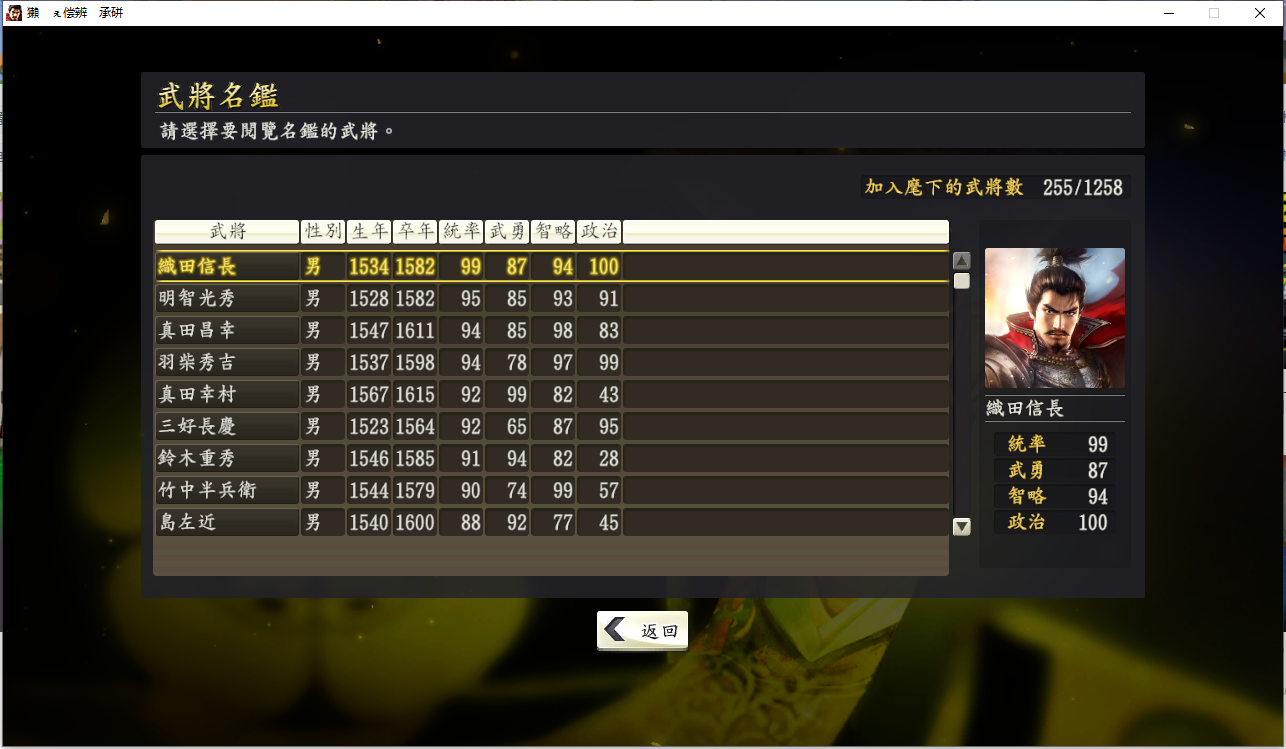 獺 ぇ偿辨 承研
武將名鑑
請選擇要閱覽名鑑的武將。
加入麾下的武將數 255/1258
武將 性別 生年 卒年 統率 武勇 智略 政治
織田信長 男 1534 1582 99 87 94 100
明智光秀 男 1528 1582 95 85 93 91
真田昌幸 男 1547 1611 94 85 98 83
羽柴秀吉 男 1537 1598 94 78 97 99
真田幸村 男 1567 1615 92 99 82 43
三好長慶 男 1523 1564 92 65 87 95
鈴木重秀 男 1546 1585 91 94 82 28
竹中半兵衛 男 1544 1579 90 74 99 57
島左近 男 1540 1600 88 92 77 45
織田信長
統率 99
武勇 87
智略 94
政治 100
返回